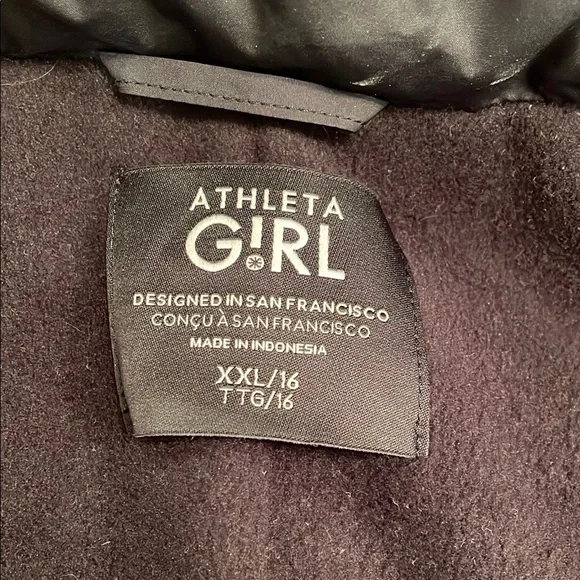 ATHLETA
G!RL
DESIGNED IN SAN FRANCISCO
CONÇU À SAN FRANCISCO
MADE IN INDONESIA
XXL/16
TTG/16